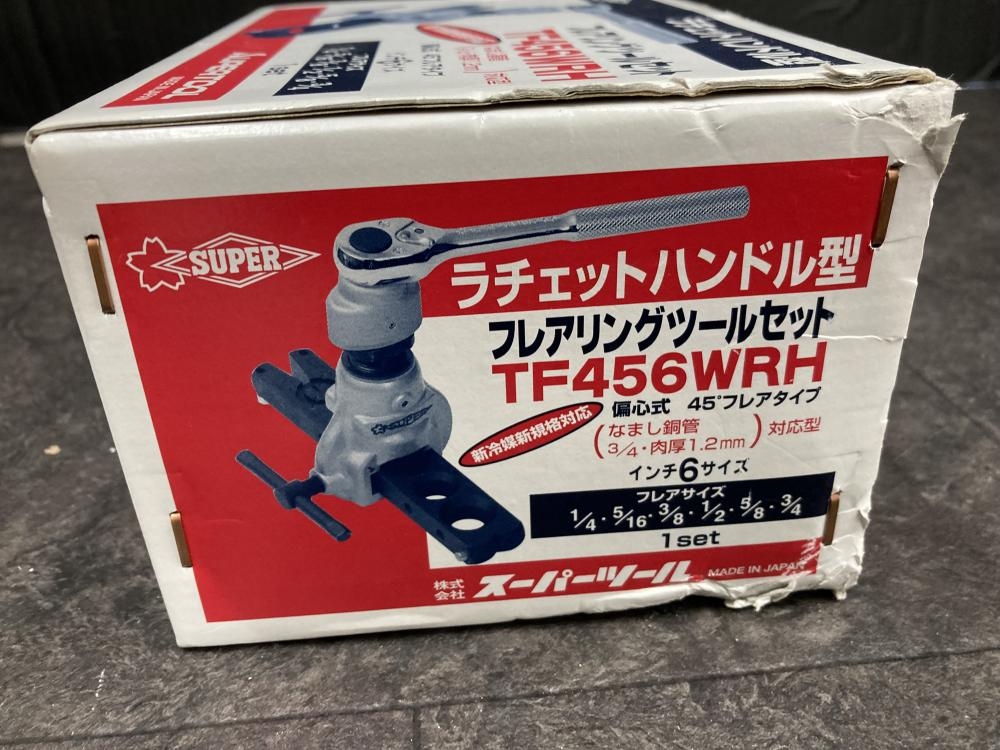 TF456WRH
SUPER
ラチェットハンドル型
フレアリングツールセット
TF456WRH
偏心式 45°フレアタイプ
新冷媒新規格対応
(なまし銅管
3/4・肉厚1.2mm)対応型
インチ6サイズ
フレアサイズ
1/4・5/16・3/8・1/2・5/8・3/4
1set
SUPER
株式
会社
スーパーツール
MADE IN JAPAN